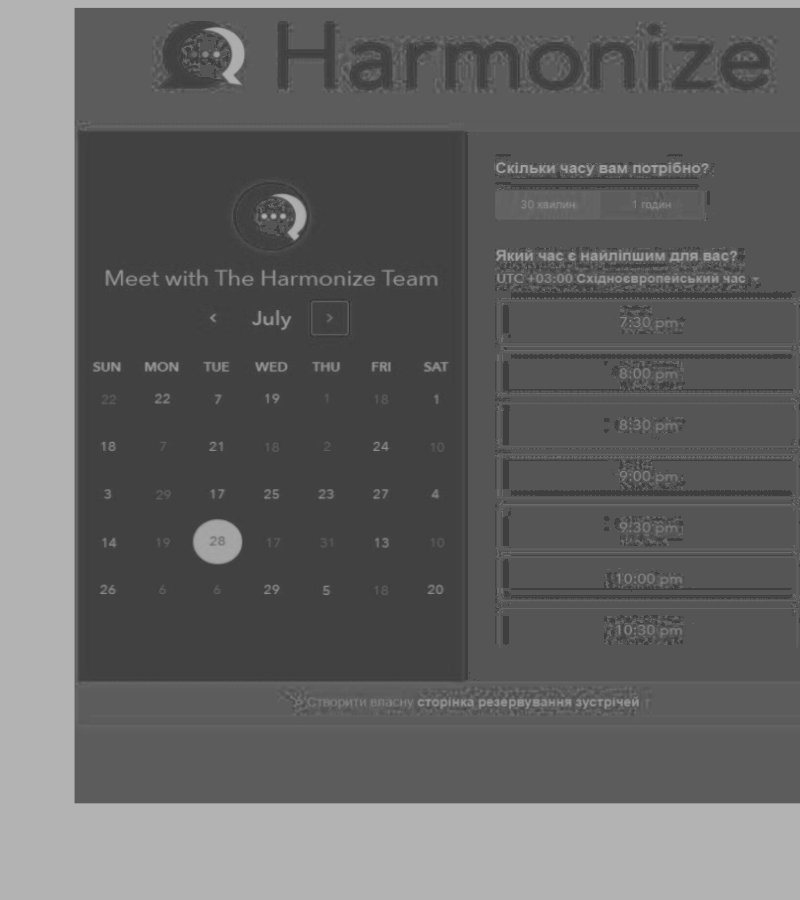 Harmonize
Meet with The Harmonize Team
July
SUN MON TUE WED THU FRI SAT
22 22 7 19 1 18 1
18 7 21 18 2 24 10
3 29 17 25 23 27 4
14 19 28 17 31 13 10
26 6 6 29 5 18 20
Скільки часу вам потрібно?
30 хвилин 1 годин
Який час є найліпшим для вас?
UTC +03:00 Східноєвропейський час
7:30 pm
8:00 pm
8:30 pm
9:00 pm
9:30 pm
10:00 pm
10:30 pm
Створити власну сторінка резервування зустрічей